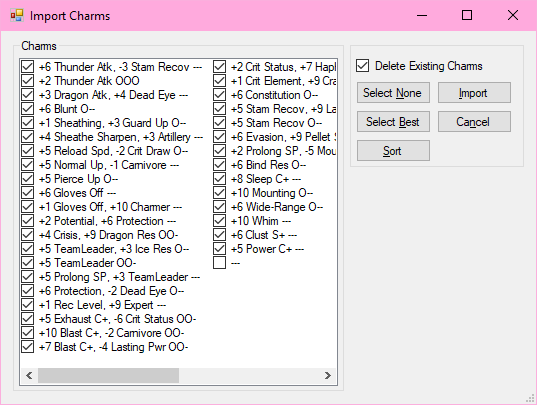 Import Charms
Charms
+6 Thunder Atk, -3 Stam Recov ---
+2 Thunder Atk OOO
+3 Dragon Atk, +4 Dead Eye ---
+6 Blunt O--
+1 Sheathing, +3 Guard Up O--
+4 Sheathe Sharpen, +3 Artillery ---
+5 Reload Spd, -2 Crit Draw O--
+5 Normal Up, -1 Carnivore ---
+5 Pierce Up O--
+6 Gloves Off ---
+1 Gloves Off, +10 Charmer ---
+2 Potential, +6 Protection ---
+4 Crisis, +9 Dragon Res OO-
+5 TeamLeader, +3 Ice Res O--
+5 TeamLeader OO-
+5 Prolong SP, +3 TeamLeader ---
+6 Protection, -2 Dead Eye O--
+1 Rec Level, +9 Expert ---
+5 Exhaust C+, -6 Crit Status OO-
+10 Blast C+, -2 Carnivore OO-
+7 Blast C+, -4 Lasting Pwr OO-
+2 Crit Status, +7 Hapl
+1 Crit Element, +9 Cra
+6 Constitution O--
+5 Stam Recov, +9 La
+5 Stam Recov O--
+6 Evasion, +9 Pellet S
+2 Prolong SP, -5 Mou
+6 Bind Res O--
+8 Sleep C+ ---
+10 Mounting O--
+6 Wide-Range O--
+10 Whim ---
+6 Clust S+ ---
+5 Power C+ ---
---
Delete Existing Charms
Select None
Import
Select Best
Cancel
Sort